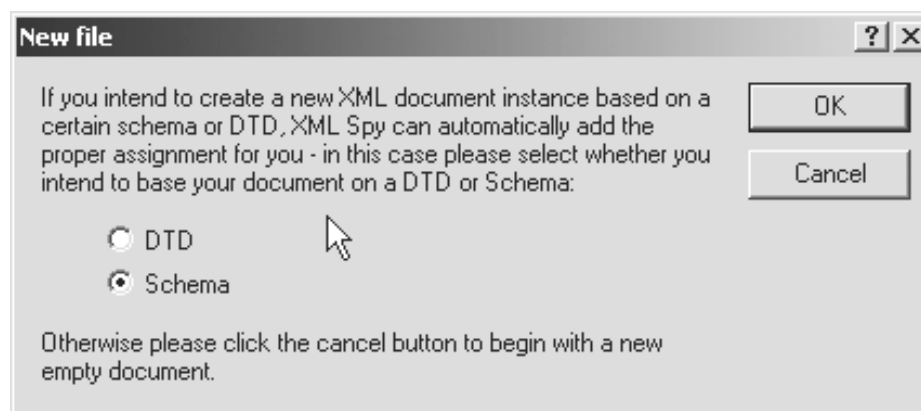 New file
If you intend to create a new XML document instance based on a
certain schema or DTD, XML Spy can automatically add the
proper assignment for you - in this case please select whether you
intend to base your document on a DTD or Schema:
OK
Cancel
DTD
Schema
Otherwise please click the cancel button to begin with a new
empty document.